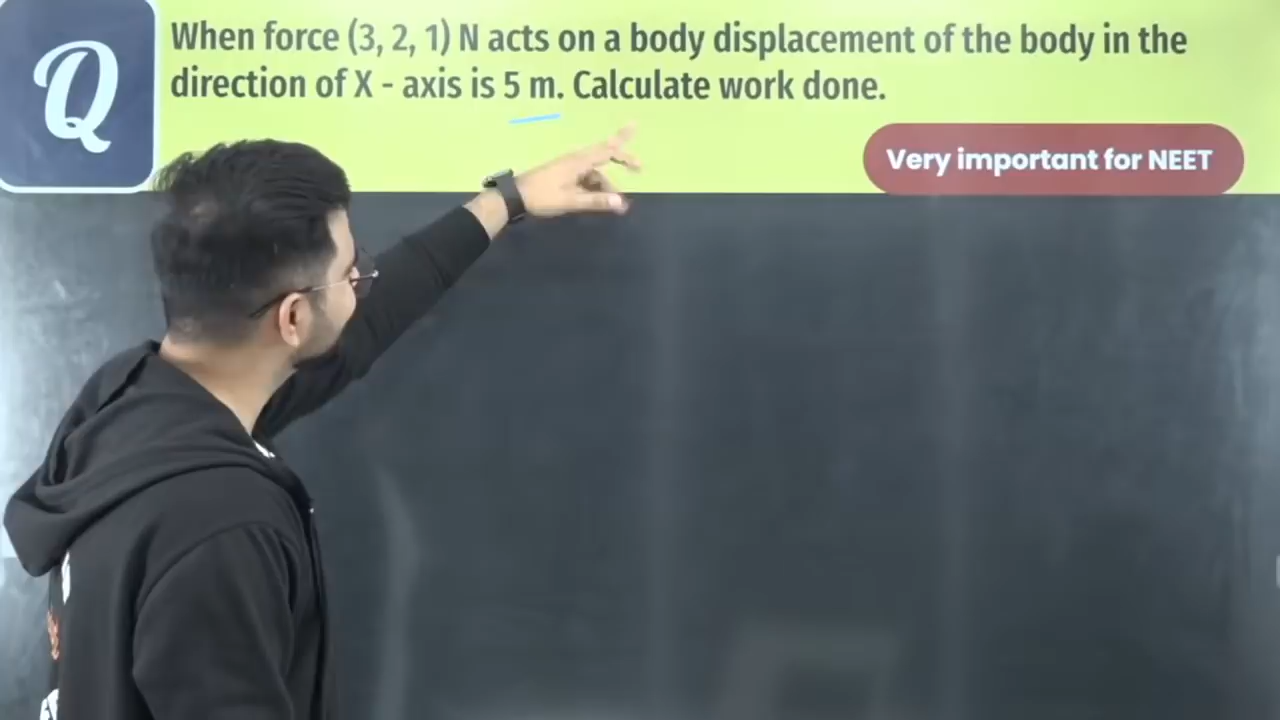 Q
When force (3, 2, 1) N acts on a body displacement of the body in the
direction of X - axis is 5 m. Calculate work done.
Very important for NEET